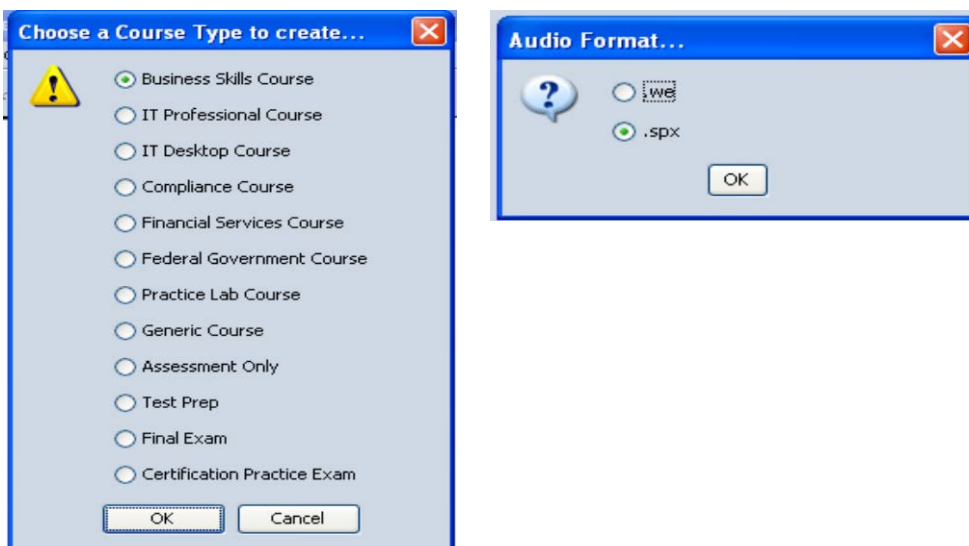 Choose a Course Type to create...
Business Skills Course
IT Professional Course
IT Desktop Course
Compliance Course
Financial Services Course
Federal Government Course
Practice Lab Course
Generic Course
Assessment Only
Test Prep
Final Exam
Certification Practice Exam
OK Cancel
Audio Format...
.we
.spx
OK